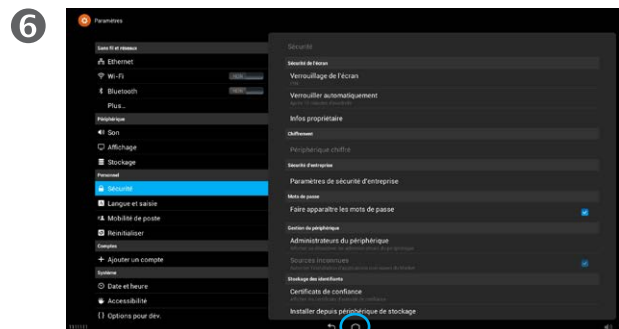 6
Paramètres
Sans fil et réseaux
Ethernet
Wi-Fi
Bluetooth
Plus...
Périphérique
Son
Affichage
Stockage
Personnel
Sécurité
Langue et saisie
Mobilité de poste
Réinitialiser
Comptes
Ajouter un compte
Système
Date et heure
Accessibilité
{ } Options pour dév.
Sécurité
Sécurité de l'écran
Verrouillage de l'écran
Verrouiller automatiquement
Infos propriétaire
Chiffrement
Périphérique chiffré
Sécurité d'entreprise
Paramètres de sécurité d'entreprise
Mots de passe
Faire apparaître les mots de passe
Gestion du périphérique
Administrateurs du périphérique
Sources inconnues
Stockage des identifiants
Certificats de confiance
Installer depuis périphérique de stockage